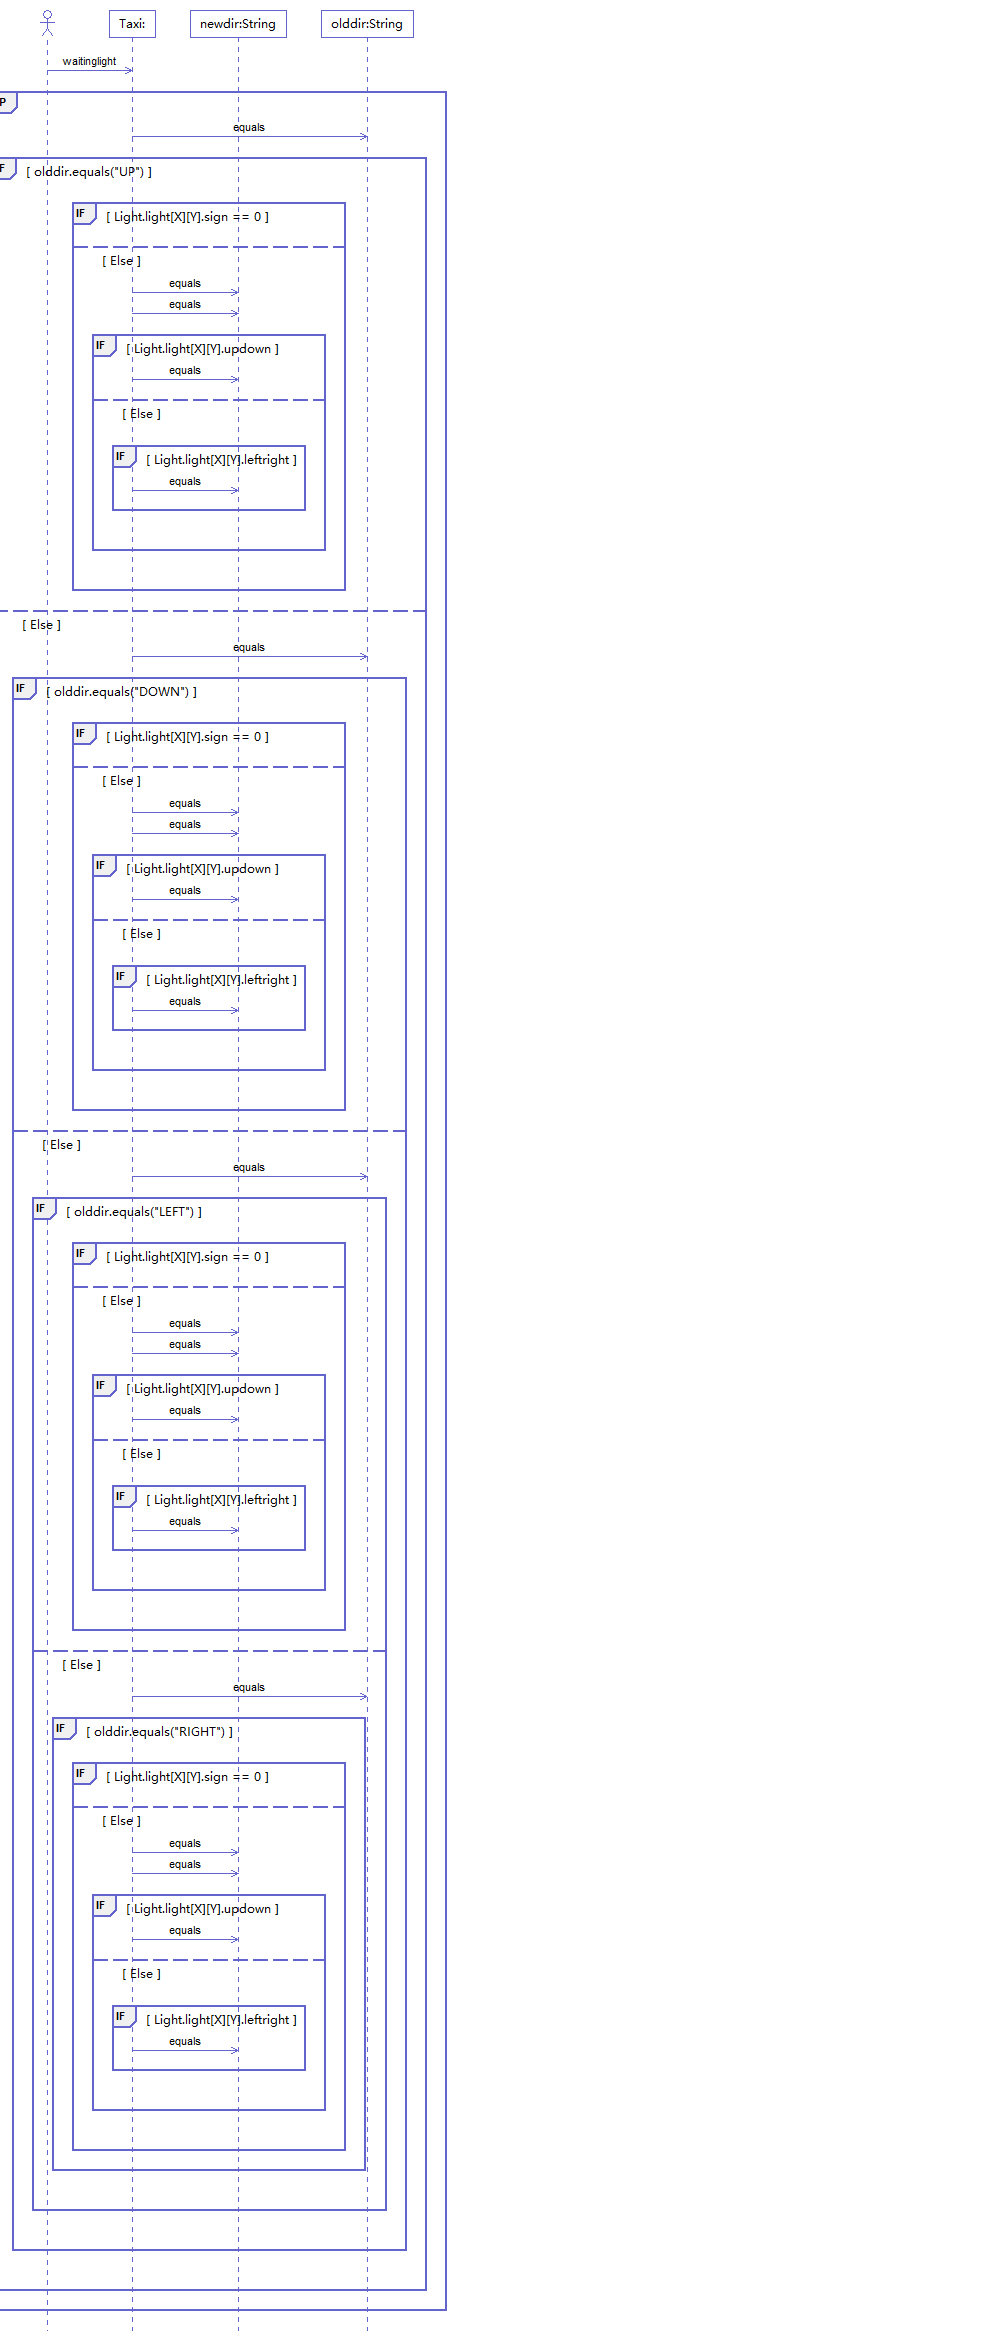 Taxi: newdir:String olddir:String
waitinglight
P
equals
F [ olddir.equals("UP") ]
IF [ Light.light[X][Y].sign == 0 ]
[ Else ]
equals
equals
IF [ Light.light[X][Y].updown ]
equals
[ Else ]
IF [ Light.light[X][Y].leftright ]
equals
[ Else ]
equals
IF [ olddir.equals("DOWN") ]
IF [ Light.light[X][Y].sign == 0 ]
[ Else ]
equals
equals
IF [ Light.light[X][Y].updown ]
equals
[ Else ]
IF [ Light.light[X][Y].leftright ]
equals
[ Else ]
equals
IF [ olddir.equals("LEFT") ]
IF [ Light.light[X][Y].sign == 0 ]
[ Else ]
equals
equals
IF [ Light.light[X][Y].updown ]
equals
[ Else ]
IF [ Light.light[X][Y].leftright ]
equals
[ Else ]
equals
IF [ olddir.equals("RIGHT") ]
IF [ Light.light[X][Y].sign == 0 ]
[ Else ]
equals
equals
IF [ Light.light[X][Y].updown ]
equals
[ Else ]
IF [ Light.light[X][Y].leftright ]
equals